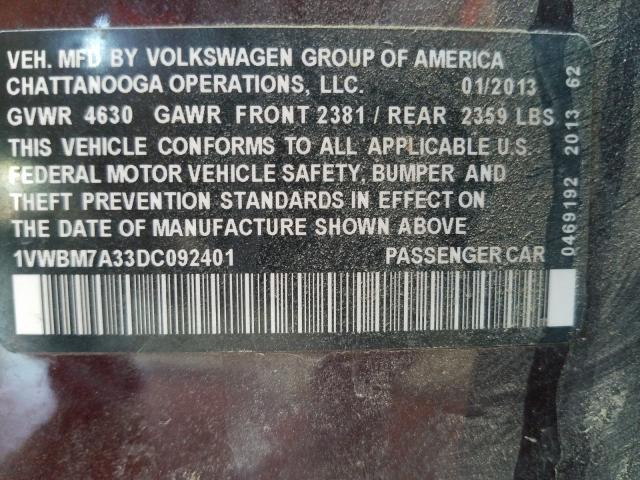 VEH. MFD BY VOLKSWAGEN GROUP OF AMERICA
CHATTANOOGA OPERATIONS, LLC. 01/2013
GVWR 4630 GAWR FRONT 2381 / REAR 2359 LBS
THIS VEHICLE CONFORMS TO ALL APPLICABLE U.S.
FEDERAL MOTOR VEHICLE SAFETY, BUMPER AND
THEFT PREVENTION STANDARDS IN EFFECT ON
THE DATE OF MANUFACTURE SHOWN ABOVE
1VWBM7A33DC092401 PASSENGER CAR
0469192 2013 62